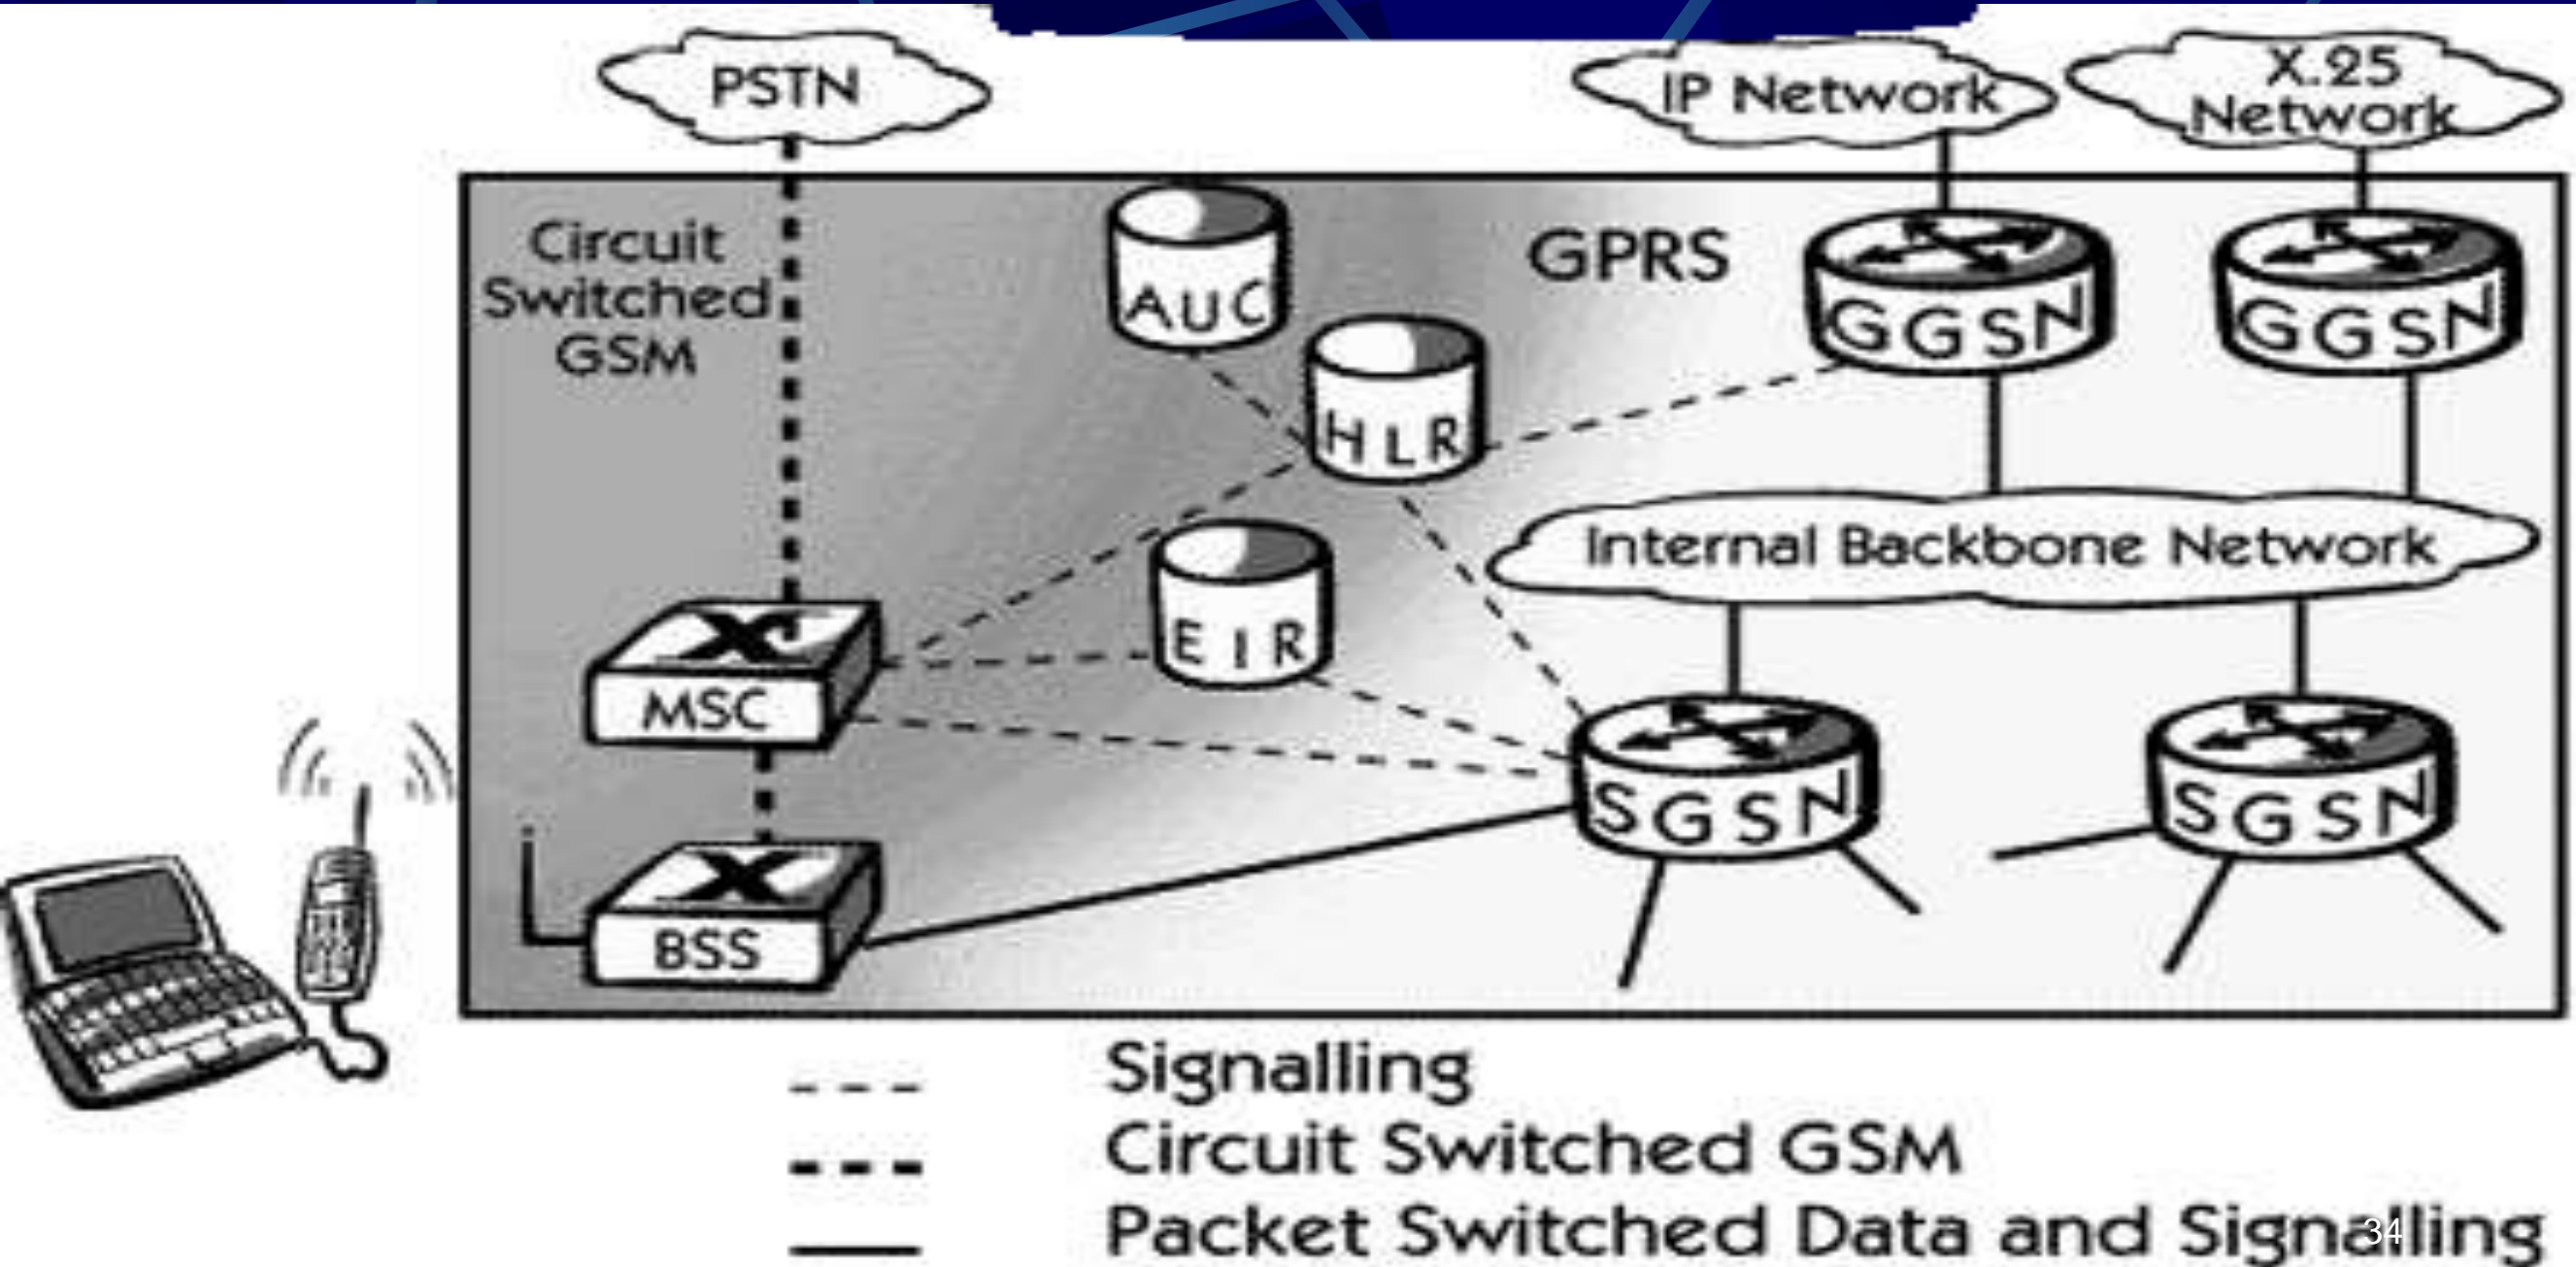 PSTN
IP Network
X.25
Network
Circuit
Switched
GSM
AUC
GPRS
GGSN
GGSN
HLR
Internal Backbone Network
EIR
MSC
SGSN
SGSN
BSS
Signalling
Circuit Switched GSM
Packet Switched Data and Signalling
34